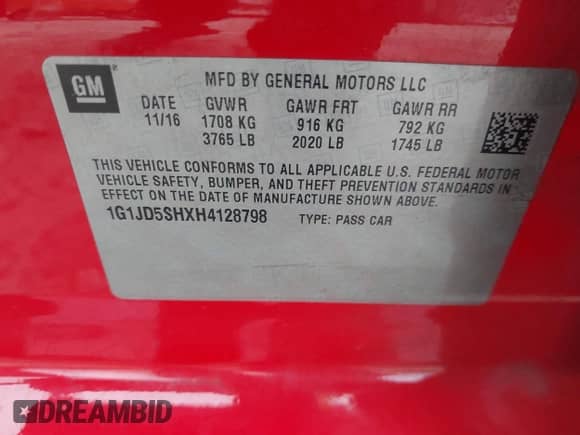 GM
MFD BY GENERAL MOTORS LLC
DATE GVWR GAWR FRT GAWR RR
11/16 1708 KG 916 KG 792 KG
3765 LB 2020 LB 1745 LB
THIS VEHICLE CONFORMS TO ALL APPLICABLE U.S. FEDERAL MOTOR
VEHICLE SAFETY, BUMPER, AND THEFT PREVENTION STANDARDS IN
EFFECT ON THE DATE OF MANUFACTURE SHOWN ABOVE.
1G1JD5SHXH4128798 TYPE: PASS CAR
DREAMBID